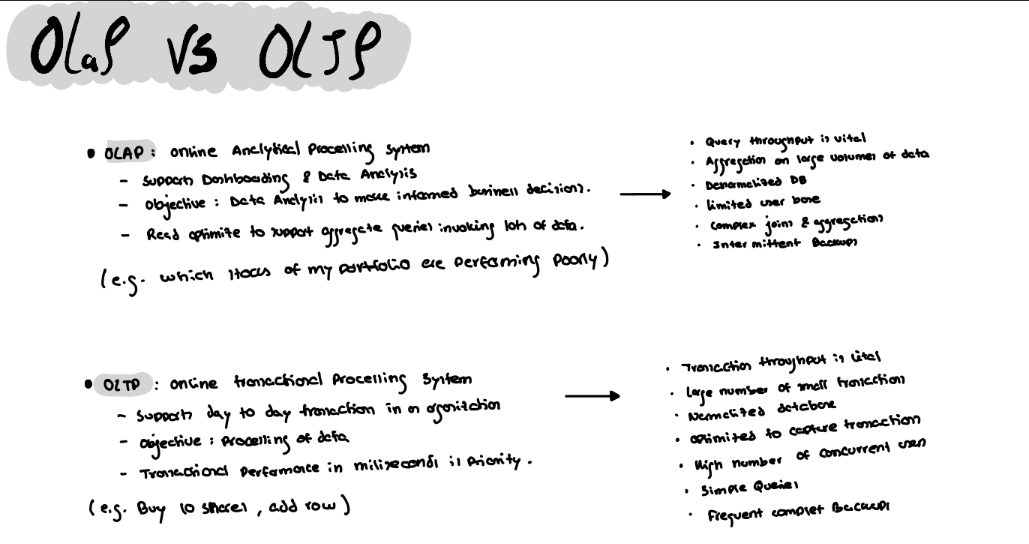 OLaP VS OLTP
• OLAP : online Analytical Processing System
- Supports Dashboarding & Data Analysis
- Objective : Data Analysis to make informed business decisions.
- Read optimize to support aggregate queries invoking lots of data.
(e.g. which stocks of my portfolio are performing poorly)
• Query throughput is vital
• Aggregation on large volumes of data
• Denormalized DB
• limited user base
• complex joins & aggregations
• Intermittent Backups
• OLTP : online transactional processing System
- Supports day to day transaction in an organization
- objective : processing of data
- Transactional performance in miliseconds is priority.
(e.g. Buy 10 shares, add row)
• Transaction throughput is vital
• Large number of small transaction
• Normalized database
• optimized to capture transaction
• High number of concurrent users
• Simple Queries
• Frequent complet Backups